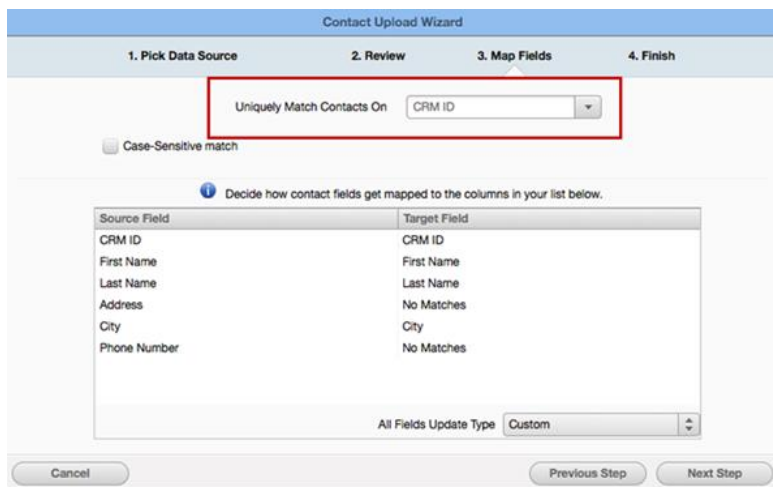 Contact Upload Wizard
1. Pick Data Source 2. Review 3. Map Fields 4. Finish
Uniquely Match Contacts On CRM ID
Case-Sensitive match
Decide how contact fields get mapped to the columns in your list below.
Source Field Target Field
CRM ID CRM ID
First Name First Name
Last Name Last Name
Address No Matches
City City
Phone Number No Matches
All Fields Update Type Custom
Cancel Previous Step Next Step